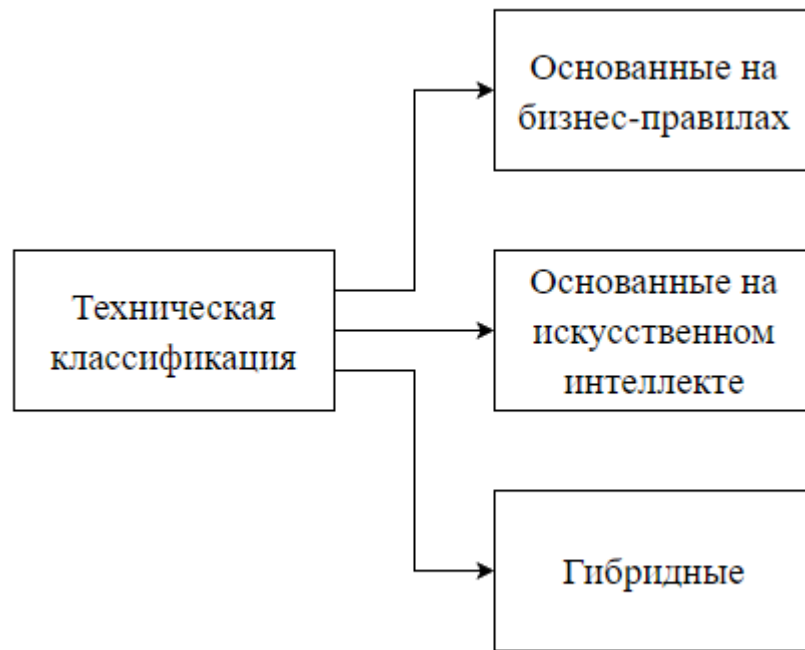 Основанные на
бизнес-правилах
Техническая
классификация
Основанные на
искусственном
интеллекте
Гибридные